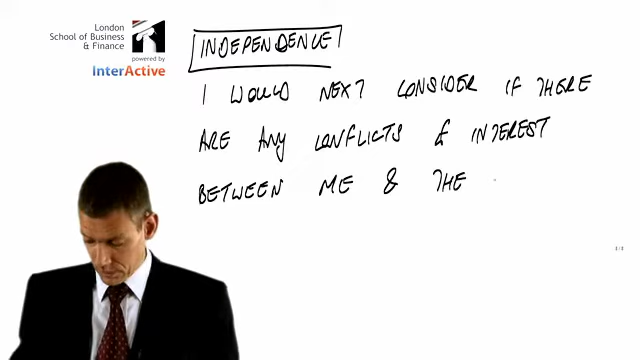 London
School of Business
& Finance
powered by
InterActive
INDEPENDENCE
I WOULD NEXT CONSIDER IF THERE
ARE ANY CONFLICTS OF INTEREST
BETWEEN ME & THE